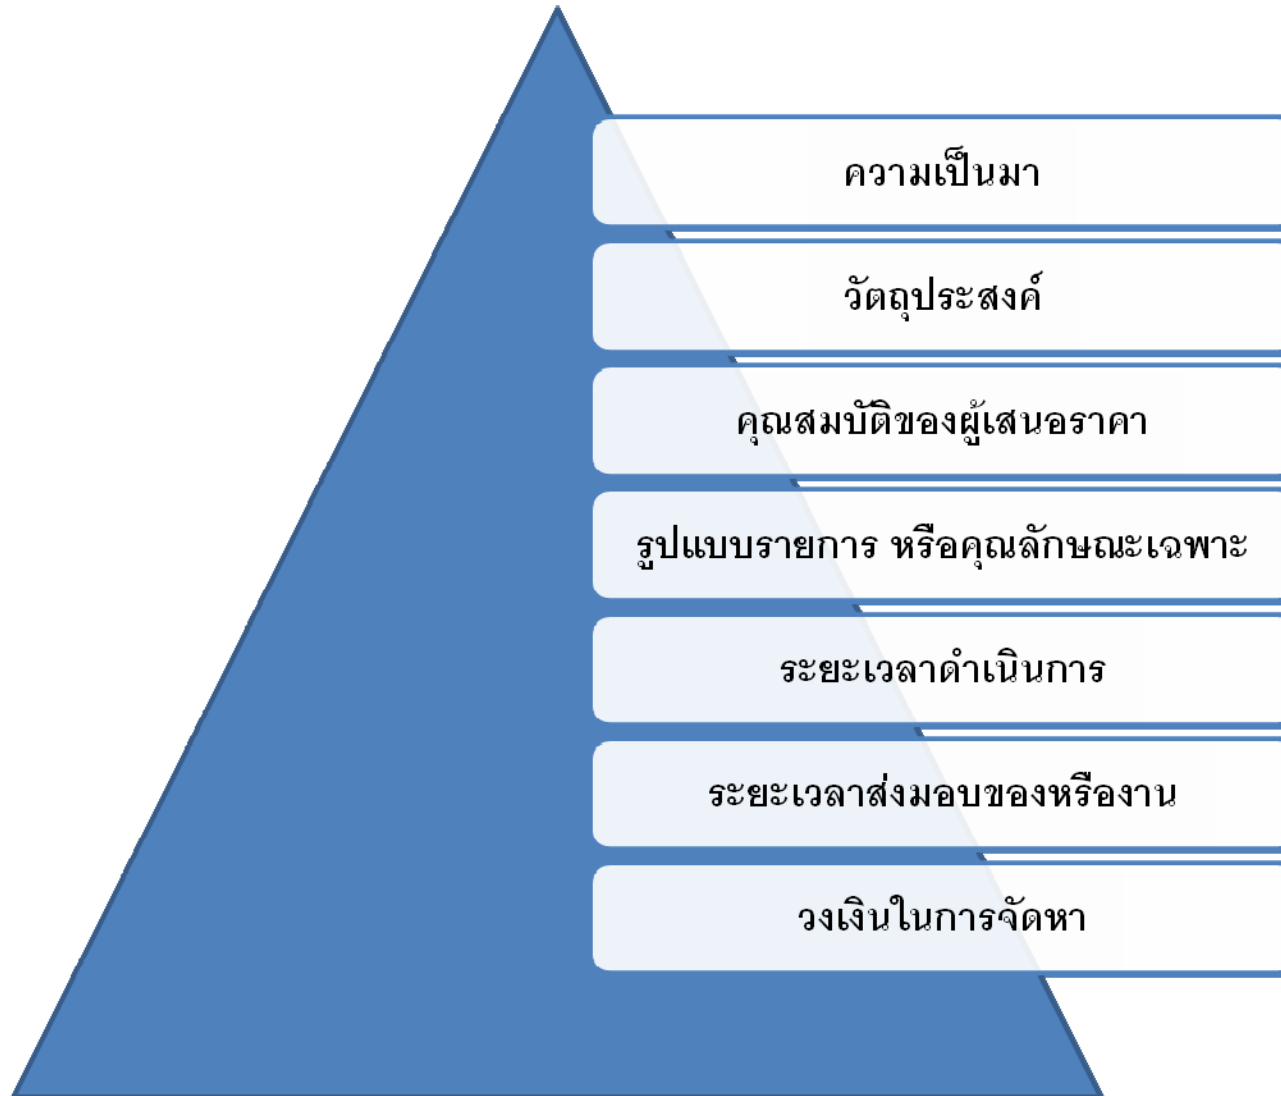 ความเป็นมา
วัตถุประสงค์
คุณสมบัติของผู้เสนอราคา
รูปแบบรายการ หรือคุณลักษณะเฉพาะ
ระยะเวลาดำเนินการ
ระยะเวลาส่งมอบของหรืองาน
วงเงินในการจัดหา